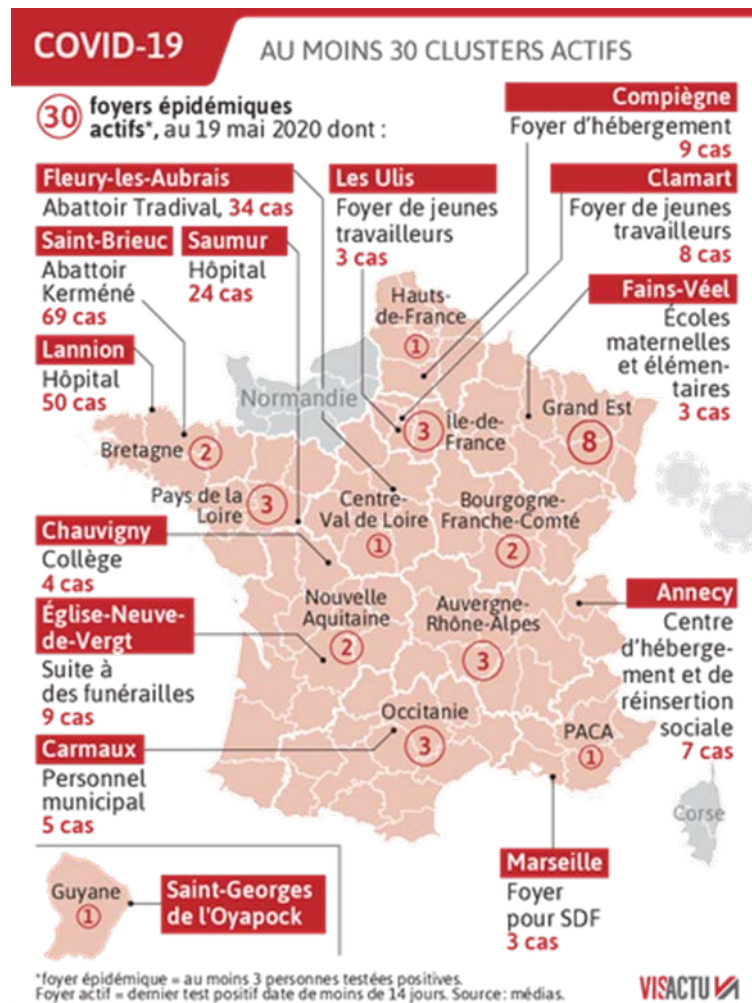 COVID-19
AU MOINS 30 CLUSTERS ACTIFS
30 foyers épidémiques
actifs*, au 19 mai 2020 dont :
Compiègne
Foyer d'hébergement
9 cas
Fleury-les-Aubrais
Abattoir Tradival, 34 cas
Les Ulis
Foyer de jeunes
travailleurs
3 cas
Clamart
Foyer de jeunes
travailleurs
8 cas
Saint-Brieuc
Abattoir
Kerméné
69 cas
Saumur
Hôpital
24 cas
Fains-Véel
Écoles
maternelles
et élémen-
taires
3 cas
Lannion
Hôpital
50 cas
Hauts-
de-France
1
Normandie
Île-de-
France
3
Grand Est
8
Bretagne 2
Pays de la
Loire
3
Centre-
Val de Loire
1
Bourgogne-
Franche-Comté
2
Chauvigny
Collège
4 cas
Nouvelle
Aquitaine
2
Auvergne-
Rhône-Alpes
3
Annecy
Centre
d'héberge-
ment et de
réinsertion
sociale
7 cas
Église-Neuve-
de-Vergt
Suite à
des funérailles
9 cas
Occitanie
3
PACA
1
Carmaux
Personnel
municipal
5 cas
Corse
Marseille
Foyer
pour SDF
3 cas
Guyane
1
Saint-Georges
de l'Oyapock
*foyer épidémique = au moins 3 personnes testées positives.
Foyer actif = dernier test positif date de moins de 14 jours. Source : médias.
VISACTU